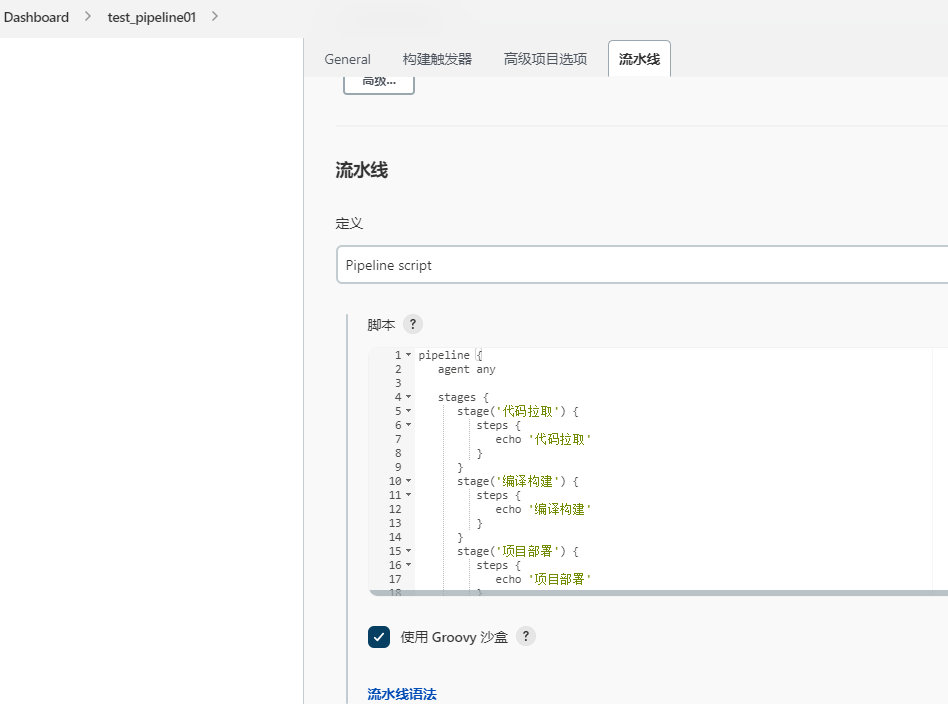 Dashboard > test_pipeline01 >
General 构建触发器 高级项目选项 流水线
高级...
流水线
定义
Pipeline script
脚本 ?
1 pipeline {
2 agent any
3
4 stages {
5 stage('代码拉取') {
6 steps {
7 echo '代码拉取'
8 }
9 }
10 stage('编译构建') {
11 steps {
12 echo '编译构建'
13 }
14 }
15 stage('项目部署') {
16 steps {
17 echo '项目部署'
18 }
使用 Groovy 沙盒 ?
流水线语法